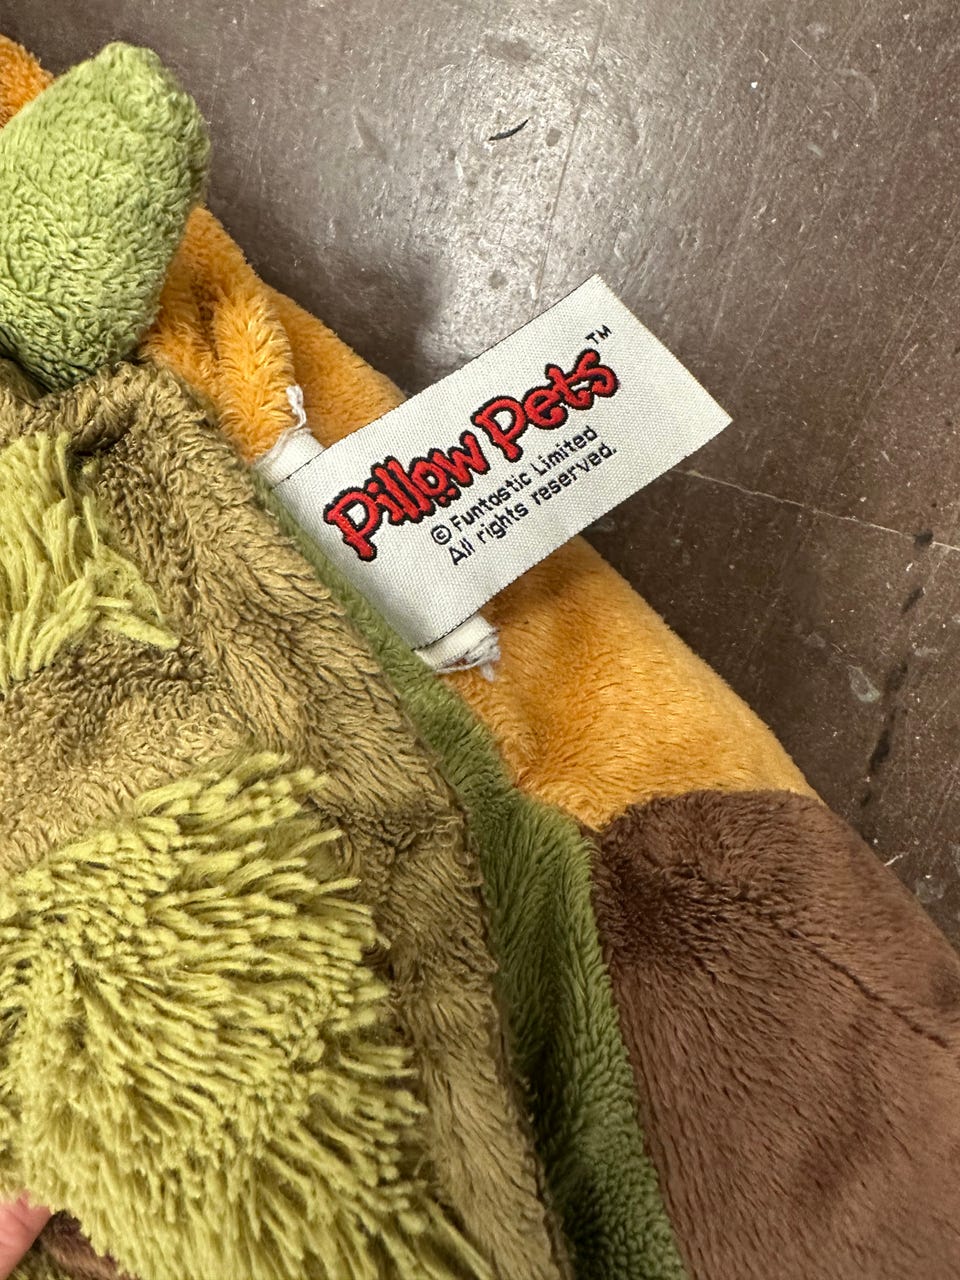 Pillow Pets™
© Funtastic Limited
All rights reserved.